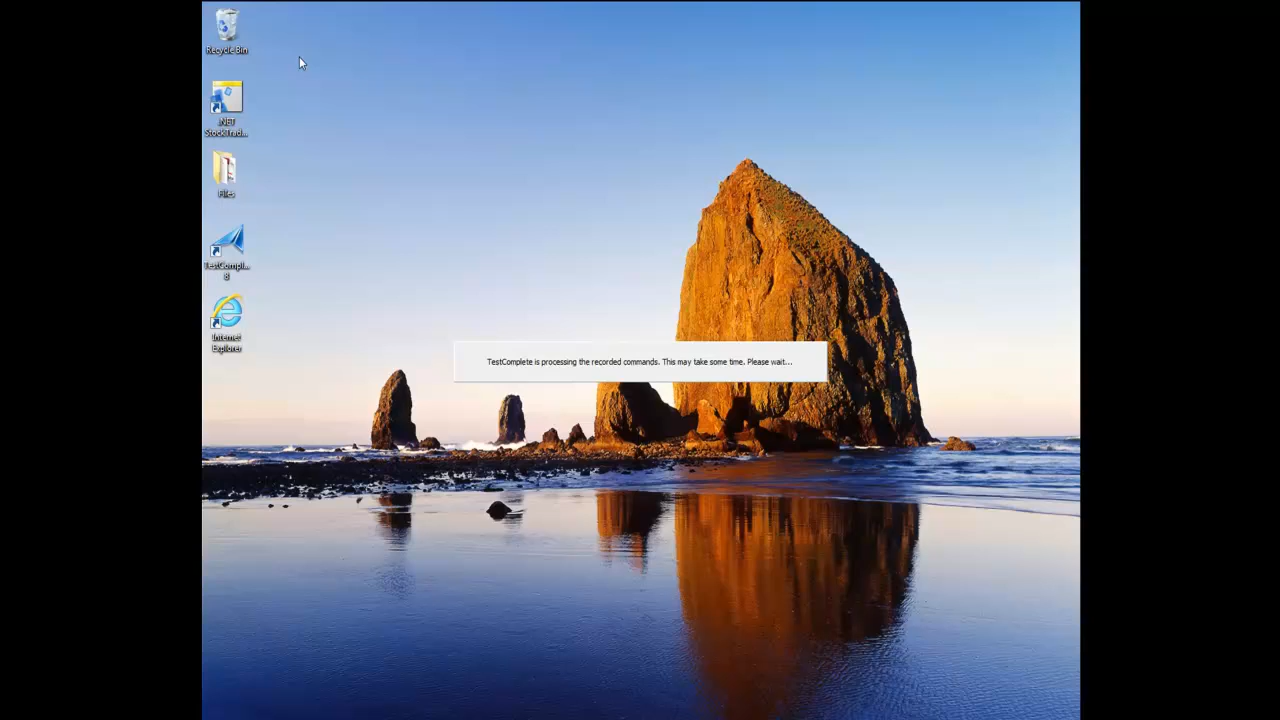 Recycle Bin
.NET
StockTrad...
Files
TestCompl...
8
Internet
Explorer
TestComplete is processing the recorded commands. This may take some time. Please wait...